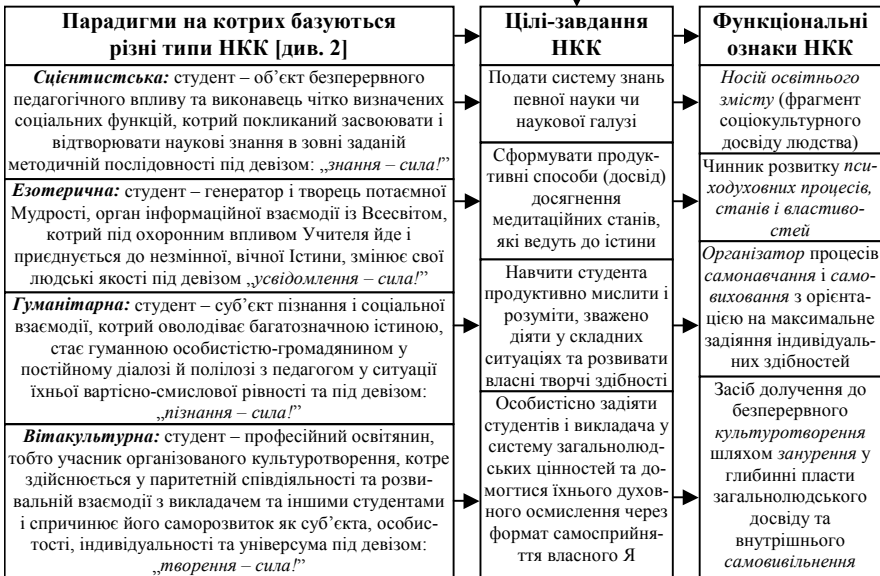 Парадигми на котрих базуються
різні типи НКК [див. 2]
Сцієнтистська: студент – об’єкт безперервного
педагогічного впливу та виконавець чітко визначених
соціальних функцій, котрий покликаний засвоювати і
відтворювати наукові знання в зовні заданій
методичній послідовності під девізом: „знання – сила!”
Езотерична: студент – генератор і творець потаємної
Мудрості, орган інформаційної взаємодії із Всесвітом,
котрий під охоронним впливом Учителя йде і
приєднується до незмінної, вічної Істини, змінює свої
людські якості під девізом „усвідомлення – сила!”
Гуманітарна: студент – суб’єкт пізнання і соціальної
взаємодії, котрий оволодіває багатозначною істиною,
стає гуманною особистістю-громадянином у
постійному діалозі й полілозі з педагогом у ситуації
їхньої вартісно-смислової рівності та під девізом:
„пізнання – сила!”
Вітакультурна: студент – професійний освітянин,
тобто учасник організованого культуротворення, котре
здійснюється у паритетній співдіяльності та розви-
вальній взаємодії з викладачем та іншими студентами
і спричинює його саморозвиток як суб’єкта, особис-
тості, індивідуальності та універсума під девізом:
„творення – сила!”
Цілі-завдання
НКК
Подати систему знань
певної науки чи
наукової галузі
Сформувати продук-
тивні способи (досвід)
досягнення
медитаційних станів,
які ведуть до істини
Навчити студента
продуктивно мислити і
розуміти, зважено
діяти у складних
ситуаціях та розвивати
власні творчі здібності
Особистісно задіяти
студентів і викладача у
систему загальнолюд-
ських цінностей та до-
могтися їхнього духов-
ного осмислення через
формат самосприйня-
ття власного Я
Функціональні
ознаки НКК
Носій освітнього
змісту (фрагмент
соціокультурного
досвіду людства)
Чинник розвитку пси-
ходуховних процесів,
станів і властиво-
стей
Організатор процесів
самонавчання і само-
виховання з орієнта-
цією на максимальне
задіяння індивідуаль-
них здібностей
Засіб долучення до
безперервного
культуротворення
шляхом занурення у
глибинні пласти
загальнолюдського
досвіду та
внутрішнього
самовивільнення